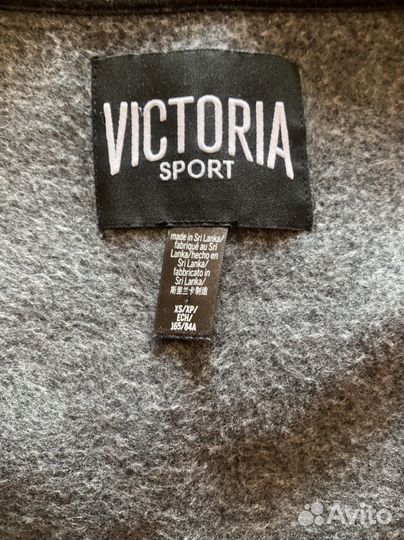 VICTORIA
SPORT
made in Sri Lanka/
fabriqué au Sri
Lanka/hecho en
Sri Lanka/
fabbricato in
Sri Lanka/
斯里兰卡制造
XS/XP/
ECH/
165/84A
Avito